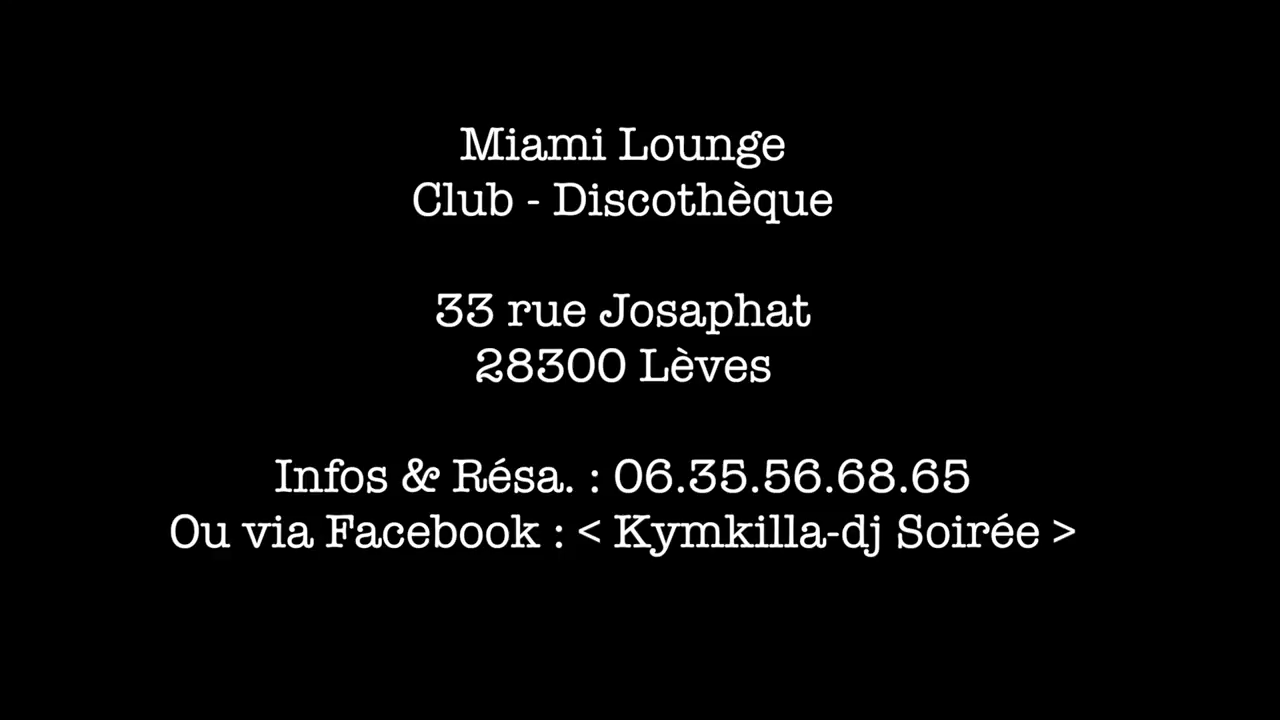 Miami Lounge
Club - Discothèque
33 rue Josaphat
28300 Lèves
Infos & Résa. : 06.35.56.68.65
Ou via Facebook : < Kymkilla-dj Soirée >